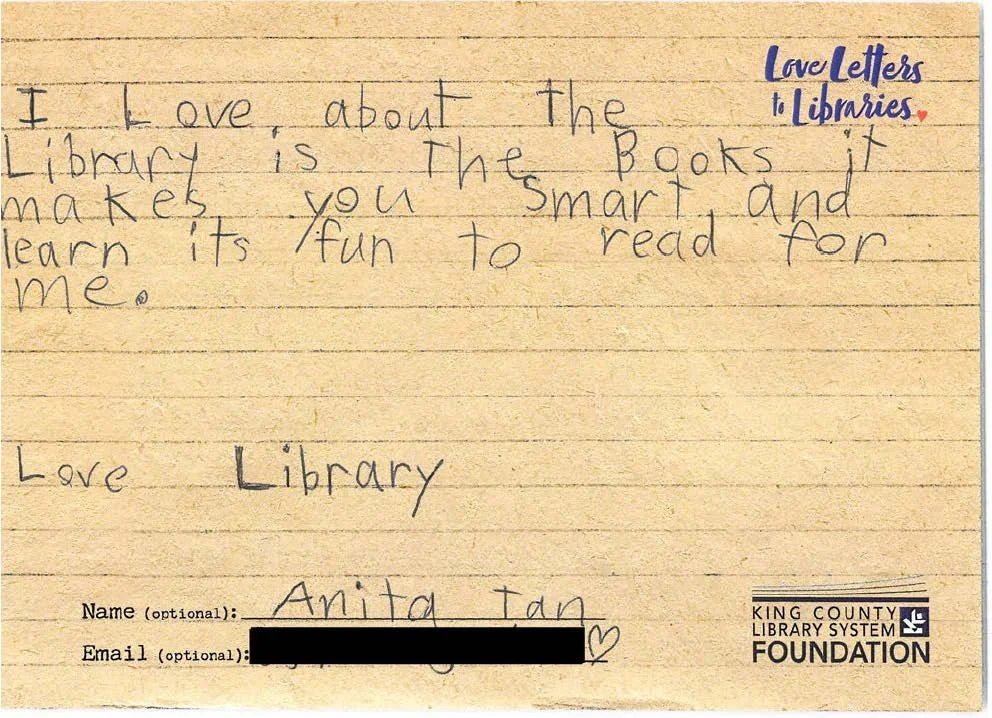 Love Letters
to Libraries
I Love about the
Library is The Books it
makes you Smart and
learn its fun to read for
me.
Love Library
Name (optional): Anita Tan
Email (optional):
KING COUNTY
LIBRARY SYSTEM
FOUNDATION